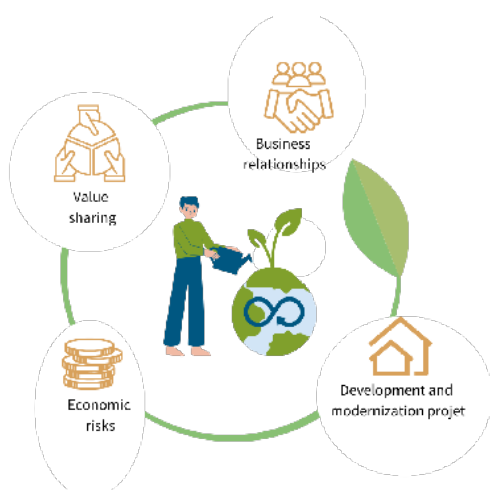 Business
relationships
Value
sharing
Economic
risks
Development and
modernization projet